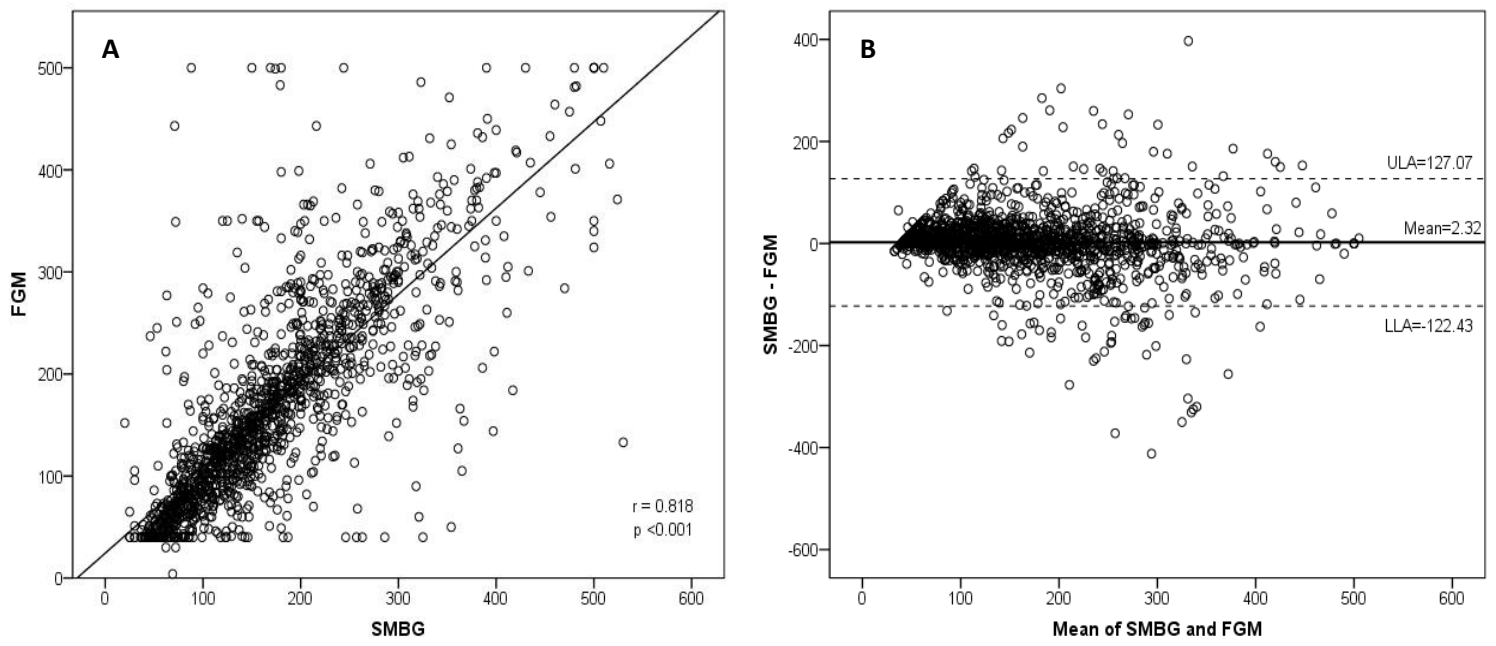 A
FGM
500
400
300
200
100
0
r = 0.818
p <0.001
0 100 200 300 400 500 600
SMBG
B
SMBG - FGM
400
200
0
-200
-400
-600
ULA=127.07
Mean=2.32
LLA=-122.43
0 100 200 300 400 500 600
Mean of SMBG and FGM